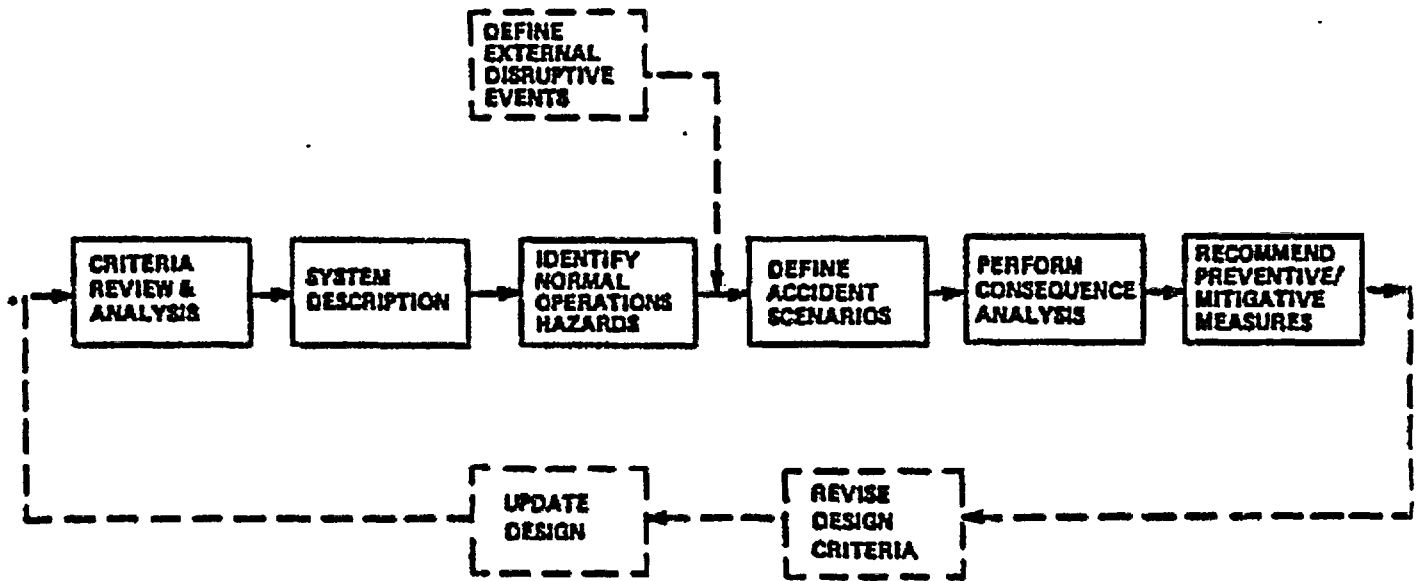 DEFINE
EXTERNAL
DISRUPTIVE
EVENTS
CRITERIA
REVIEW &
ANALYSIS
SYSTEM
DESCRIPTION
IDENTIFY
NORMAL
OPERATIONS
HAZARDS
DEFINE
ACCIDENT
SCENARIOS
PERFORM
CONSEQUENCE
ANALYSIS
RECOMMEND
PREVENTIVE/
MITIGATIVE
MEASURES
UPDATE
DESIGN
REVISE
DESIGN
CRITERIA